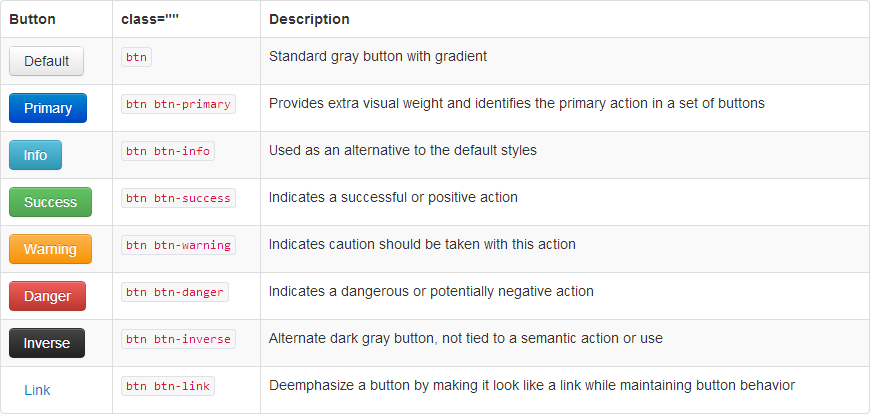 Button class="" Description
Default btn Standard gray button with gradient
Primary btn btn-primary Provides extra visual weight and identifies the primary action in a set of buttons
Info btn btn-info Used as an alternative to the default styles
Success btn btn-success Indicates a successful or positive action
Warning btn btn-warning Indicates caution should be taken with this action
Danger btn btn-danger Indicates a dangerous or potentially negative action
Inverse btn btn-inverse Alternate dark gray button, not tied to a semantic action or use
Link btn btn-link Deemphasize a button by making it look like a link while maintaining button behavior